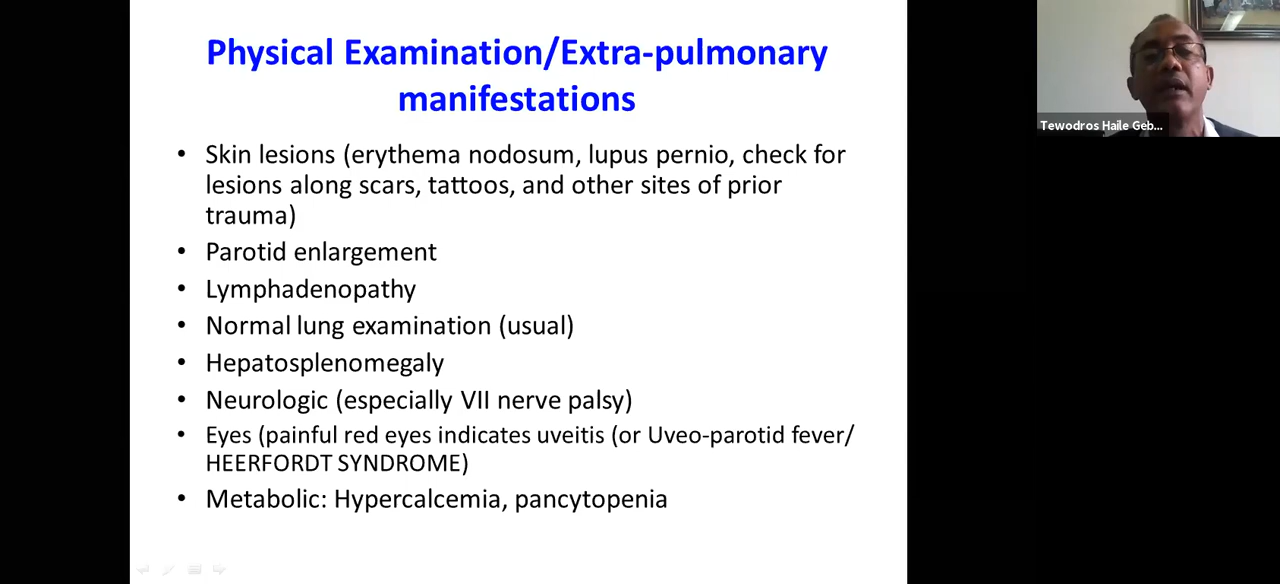 Physical Examination/Extra-pulmonary
manifestations
• Skin lesions (erythema nodosum, lupus pernio, check for
lesions along scars, tattoos, and other sites of prior
trauma)
• Parotid enlargement
• Lymphadenopathy
• Normal lung examination (usual)
• Hepatosplenomegaly
• Neurologic (especially VII nerve palsy)
• Eyes (painful red eyes indicates uveitis (or Uveo-parotid fever/
HEERFORDT SYNDROME)
• Metabolic: Hypercalcemia, pancytopenia
Tewodros Haile Geb...